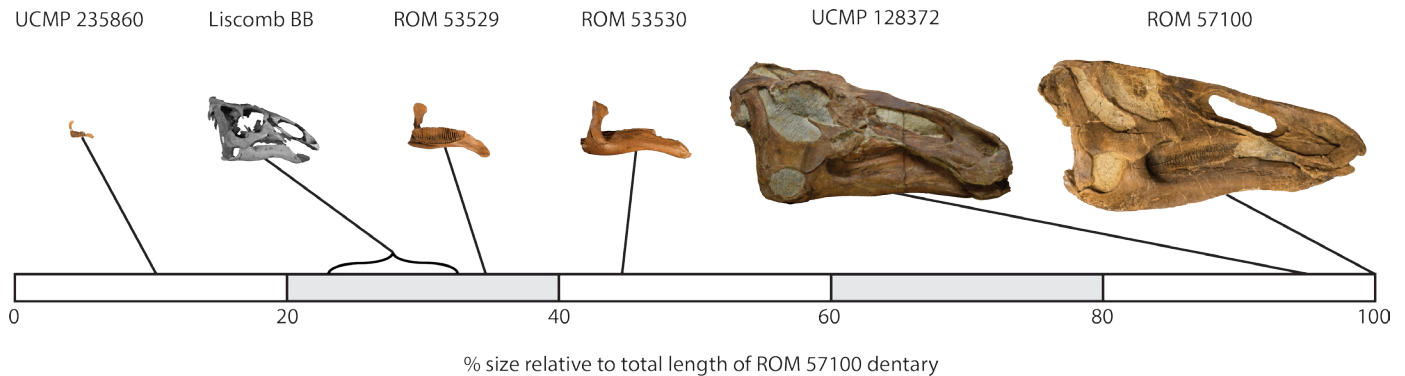 UCMP 235860 Liscomb BB ROM 53529 ROM 53530 UCMP 128372 ROM 57100
0 20 40 60 80 100
% size relative to total length of ROM 57100 dentary